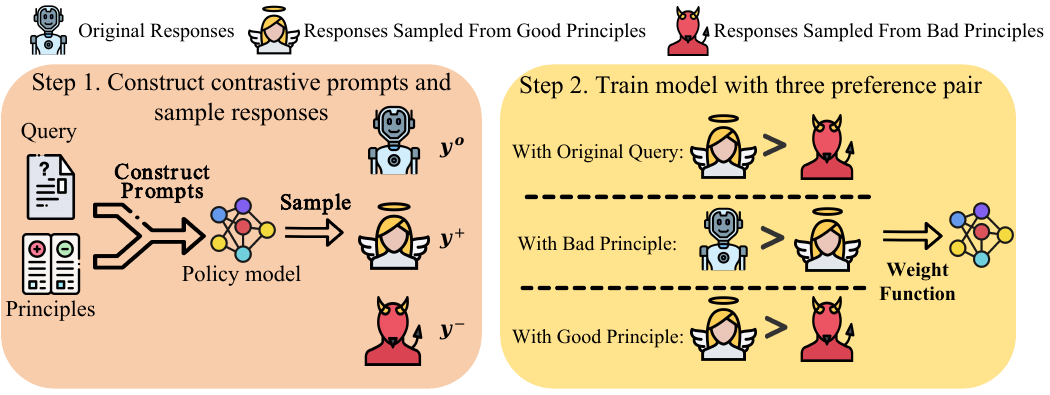 Original Responses
Responses Sampled From Good Principles
Responses Sampled From Bad Principles
Step 1. Construct contrastive prompts and
sample responses
Query
?
Construct
Prompts
Sample
Policy model
Principles
y^o
y^+
y^-
Step 2. Train model with three preference pair
With Original Query:
>
With Bad Principle:
>
With Good Principle:
>
Weight
Function